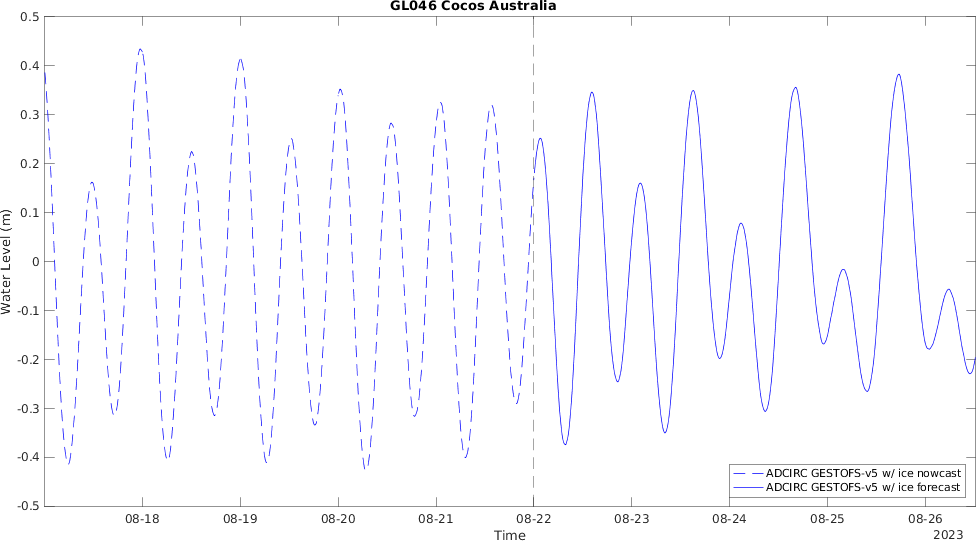 GL046 Cocos Australia
0.5
0.4
0.3
0.2
0.1
0
-0.1
-0.2
-0.3
-0.4
-0.5
Water Level (m)
ADCIRC GESTOFS-v5 w/ ice nowcast
ADCIRC GESTOFS-v5 w/ ice forecast
08-18 08-19 08-20 08-21 08-22 08-23 08-24 08-25 08-26
Time
2023